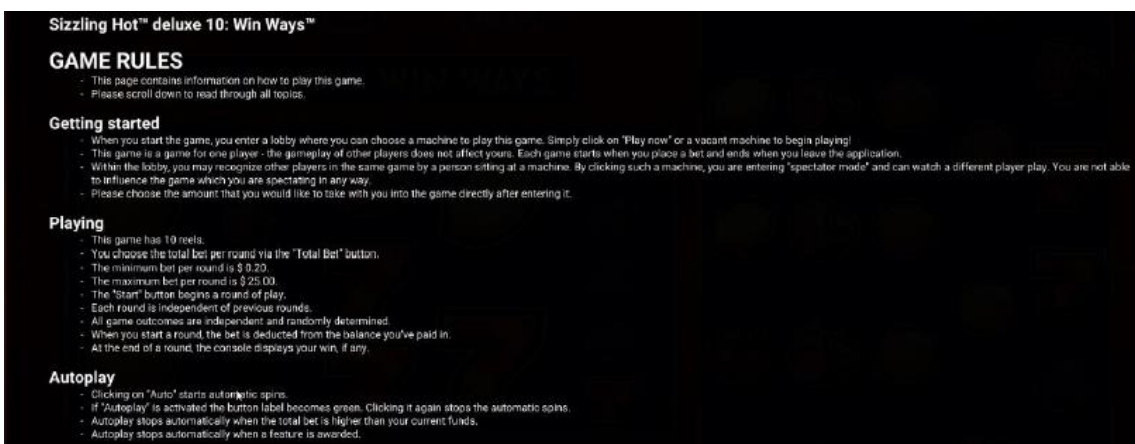 Sizzling Hot™ deluxe 10: Win Ways™
GAME RULES
- This page contains information on how to play this game.
- Please scroll down to read through all topics.
Getting started
- When you start the game, you enter a lobby where you can choose a machine to play this game. Simply click on "Play now" or a vacant machine to begin playing!
- This game is a game for one player - the gameplay of other players does not affect yours. Each game starts when you place a bet and ends when you leave the application.
- Within the lobby, you may recognize other players in the same game by a person sitting at a machine. By clicking such a machine, you are entering "spectator mode" and can watch a different player play. You are not able
to influence the game which you are spectating in any way.
- Please choose the amount that you would like to take with you into the game directly after entering it.
Playing
- This game has 10 reels.
- You choose the total bet per round via the "Total Bet" button.
- The minimum bet per round is $ 0.20.
- The maximum bet per round is $ 25.00.
- The "Start" button begins a round of play.
- Each round is independent of previous rounds.
- All game outcomes are independent and randomly determined.
- When you start a round, the bet is deducted from the balance you've paid in.
- At the end of a round, the console displays your win, if any.
Autoplay
- Clicking on "Auto" starts automatic spins.
- If "Autoplay" is activated the button label becomes green. Clicking it again stops the automatic spins.
- Autoplay stops automatically when the total bet is higher than your current funds.
- Autoplay stops automatically when a feature is awarded.